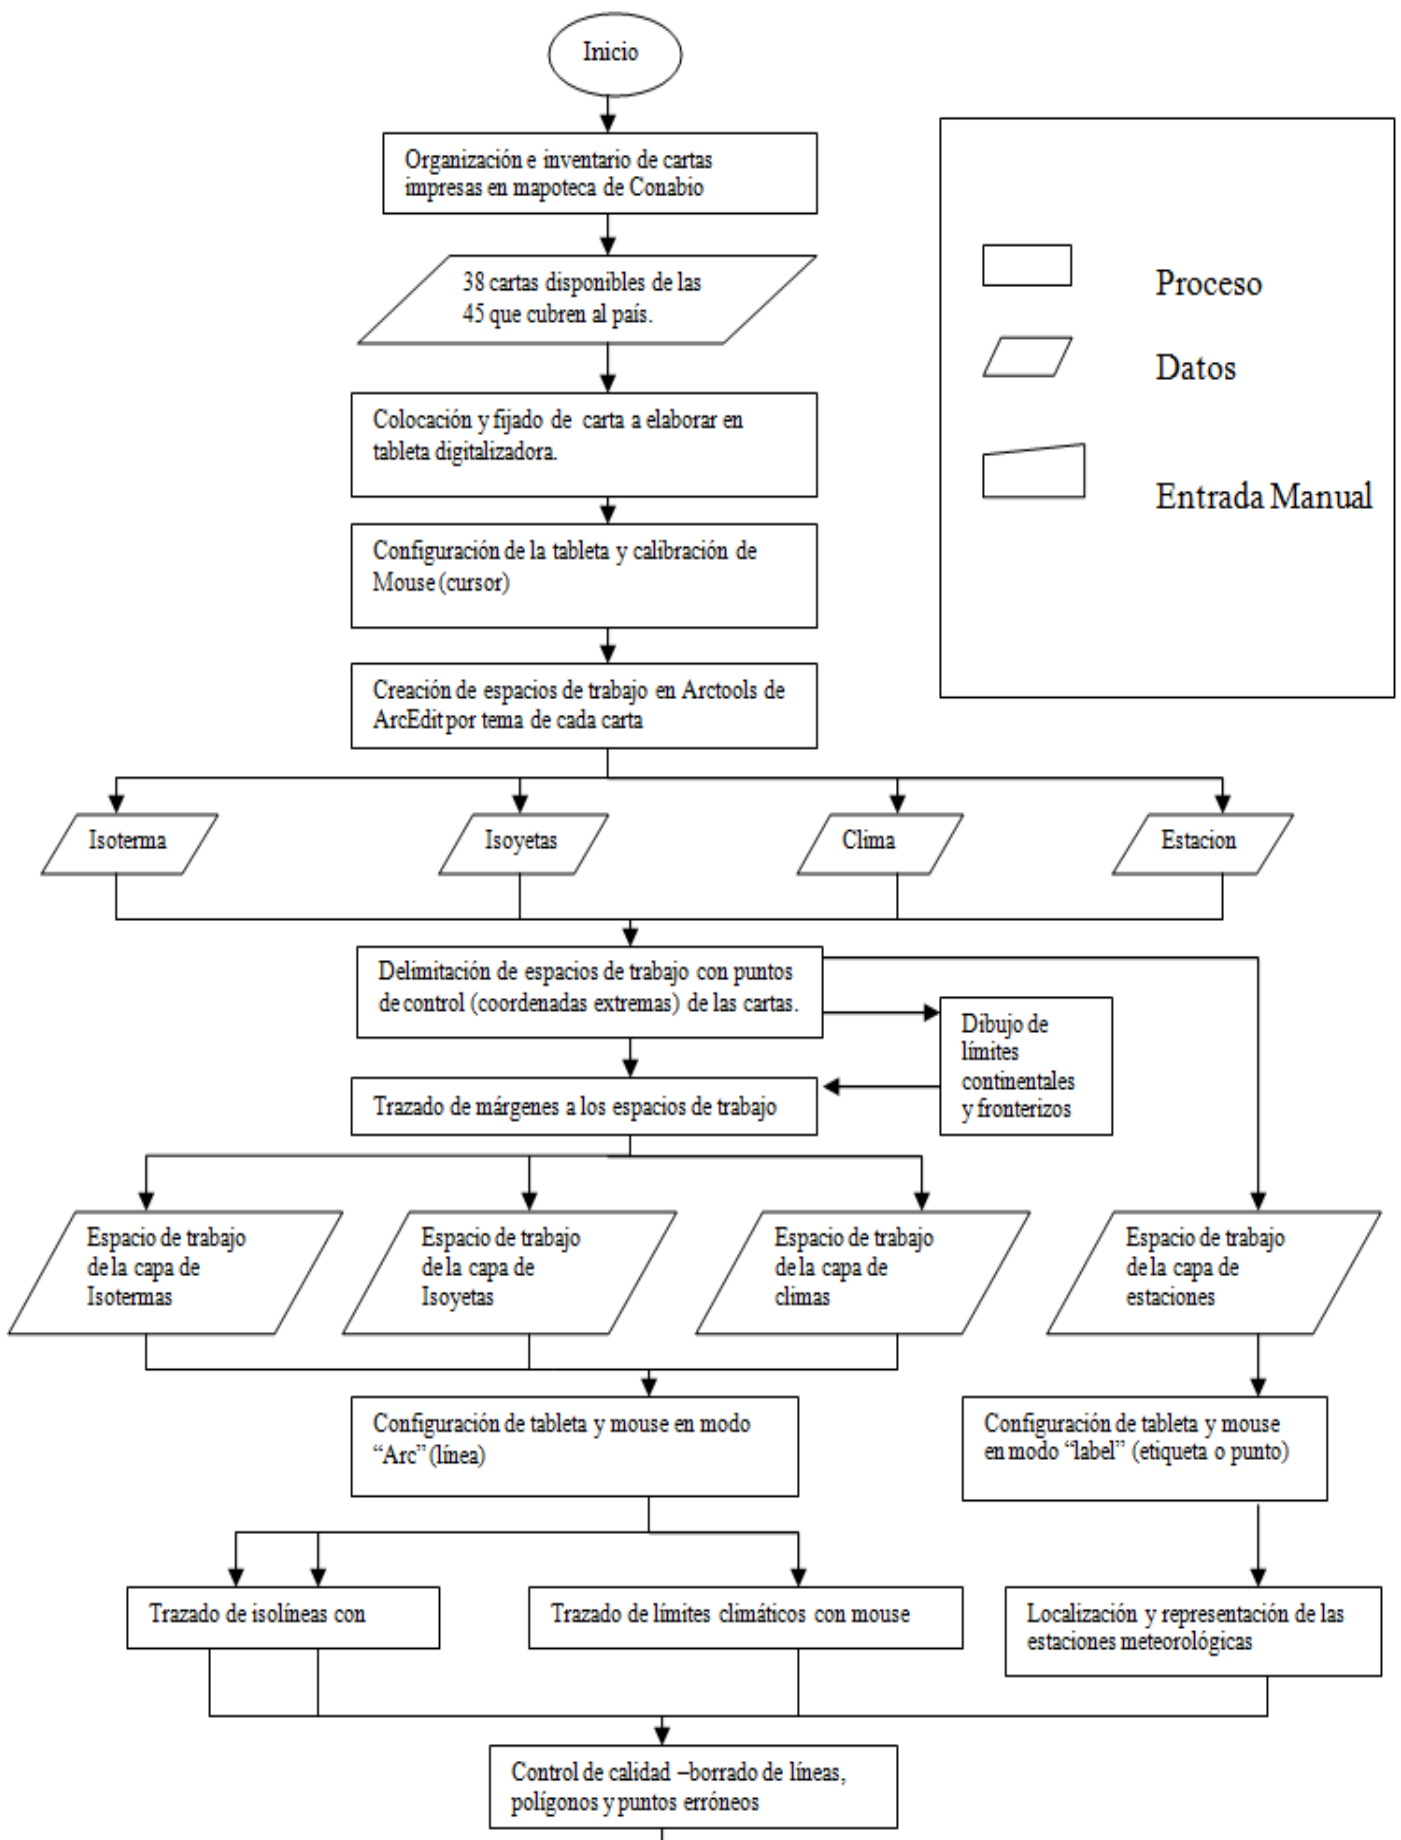 Inicio
Organización e inventario de cartas
impresas en mapoteca de Conabio
38 cartas disponibles de las
45 que cubren al país.
Colocación y fijado de carta a elaborar en
tableta digitalizadora.
Configuración de la tableta y calibración de
Mouse (cursor)
Creación de espacios de trabajo en Arctools de
ArcEdit por tema de cada carta
Proceso
Datos
Entrada Manual
Isoterma
Isoyetas
Clima
Estacion
Delimitación de espacios de trabajo con puntos
de control (coordenadas extremas) de las cartas.
Dibujo de
límites
continentales
y fronterizos
Trazado de márgenes a los espacios de trabajo
Espacio de trabajo
de la capa de
Isotermas
Espacio de trabajo
de la capa de
Isoyetas
Espacio de trabajo
de la capa de
climas
Espacio de trabajo
de la capa de
estaciones
Configuración de tableta y mouse en modo
“Arc” (línea)
Configuración de tableta y mouse
en modo “label” (etiqueta o punto)
Trazado de isolíneas con
Trazado de límites climáticos con mouse
Localización y representación de las
estaciones meteorológicas
Control de calidad –borrado de líneas,
polígonos y puntos erróneos